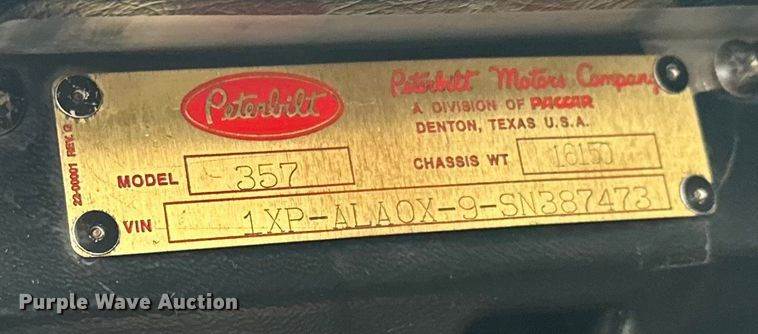 Peterbilt
Peterbilt Motors Company
A DIVISION OF PACCAR
DENTON, TEXAS U.S.A.
MODEL 357
CHASSIS WT 16150
VIN 1XP-ALA0X-9-SN387473
22-00001 REV. G
Purple Wave Auction